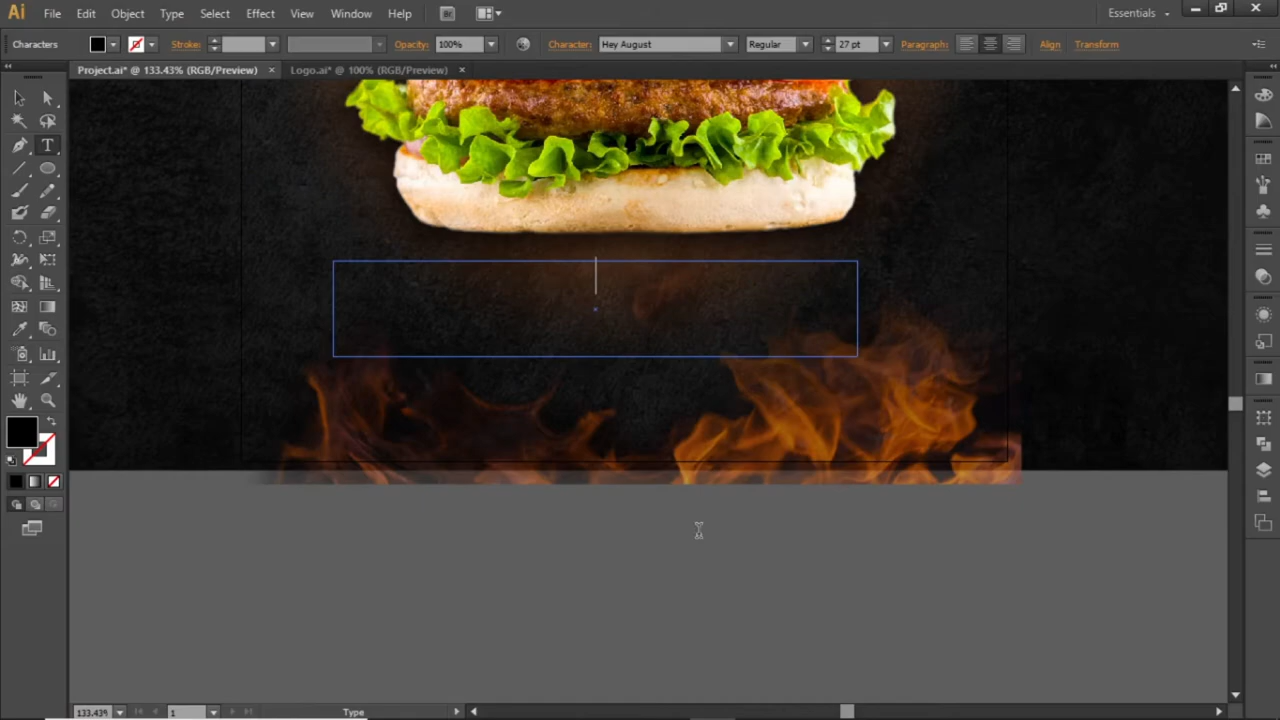 Ai File Edit Object Type Select Effect View Window Help Br Essentials
Characters Stroke: Opacity: 100% Character: Hey August Regular 27 pt Paragraph: Align Transform
Project.ai* @ 133.43% (RGB/Preview) × Logo.ai* @ 100% (RGB/Preview) ×
133.43% 1 Type